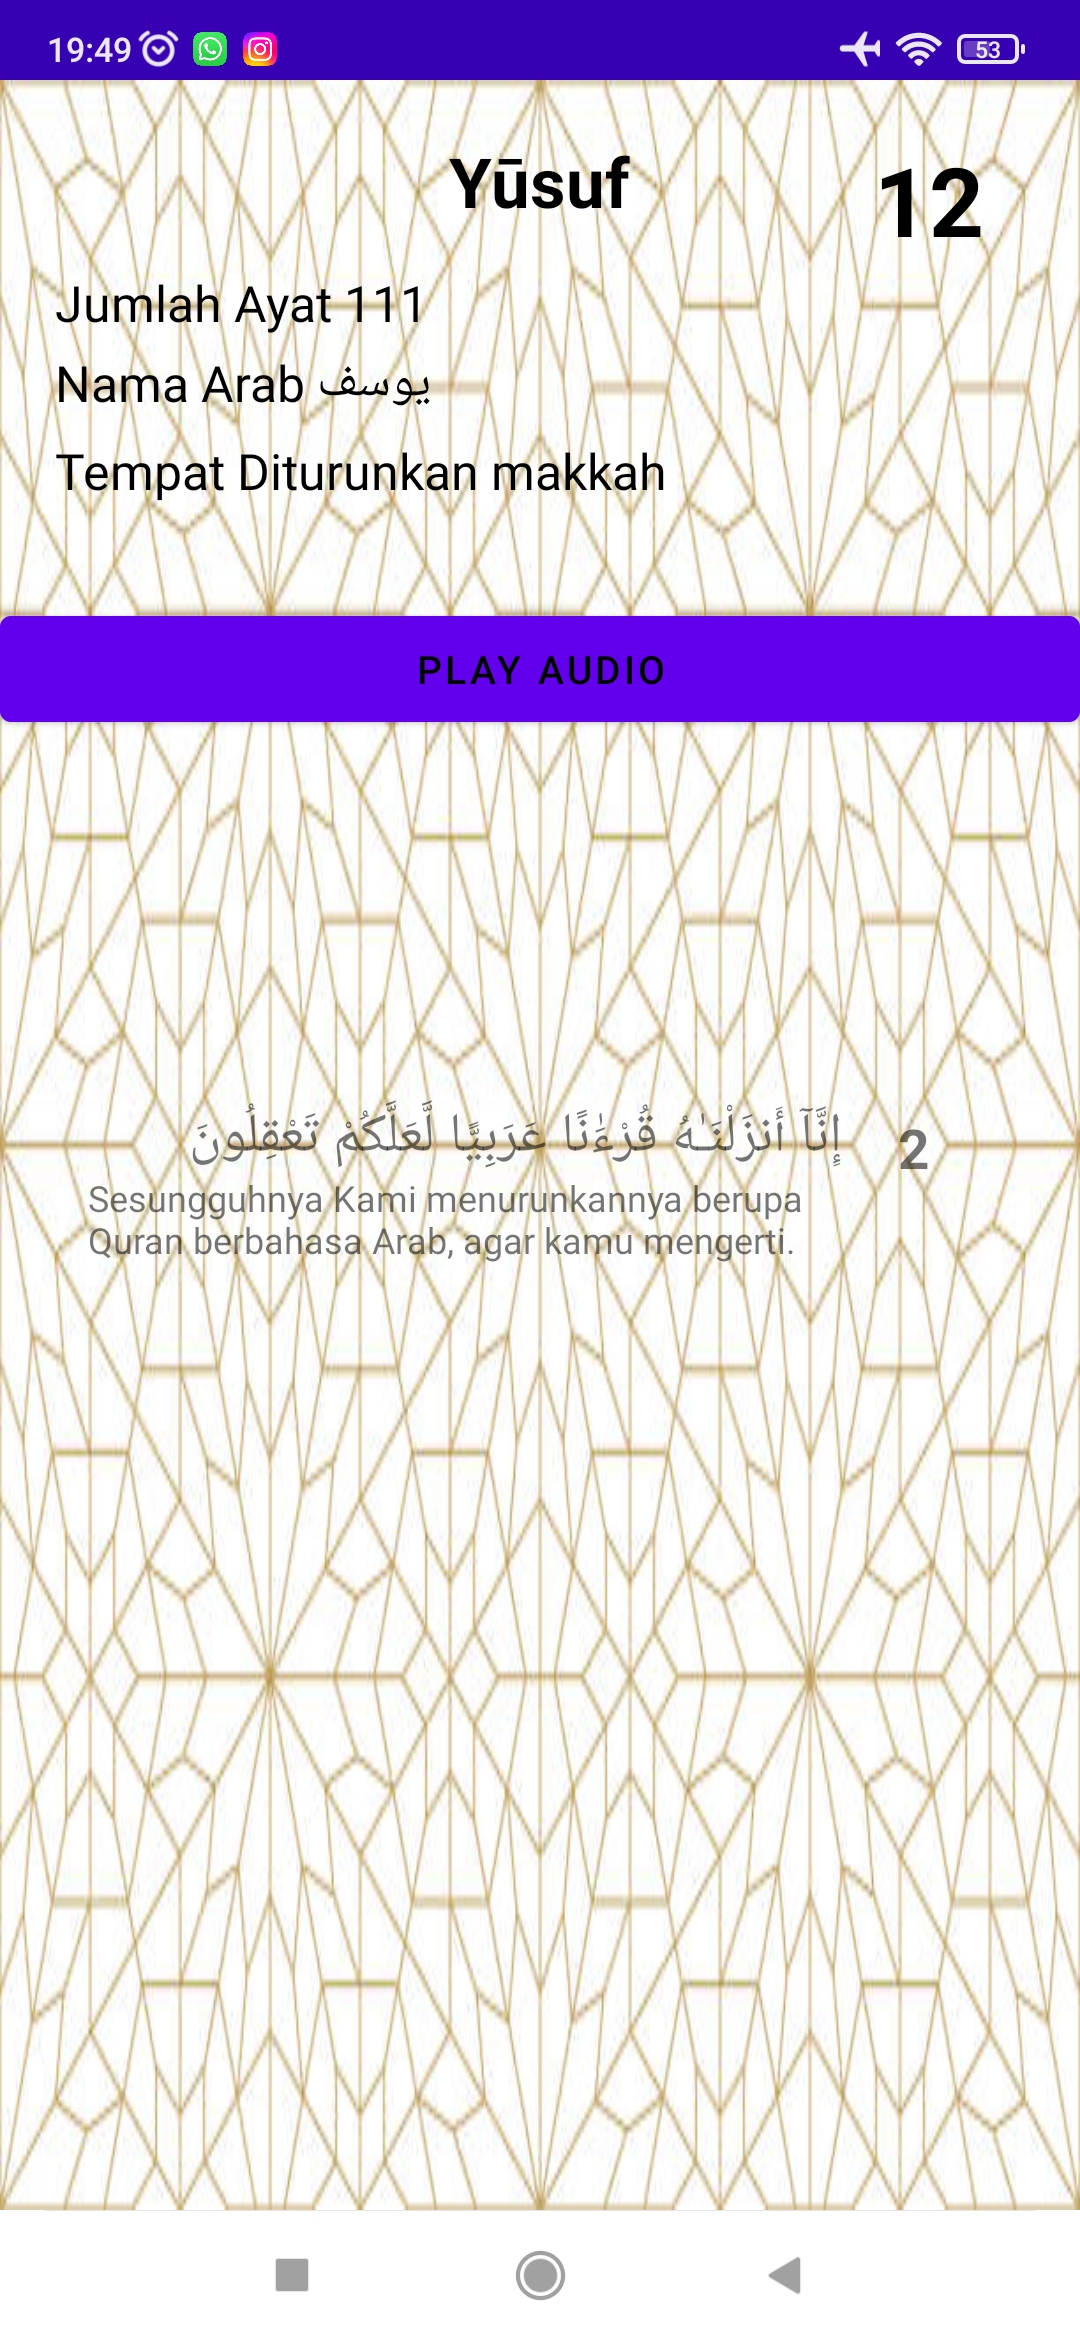 19:49
53
Yūsuf
12
Jumlah Ayat 111
Nama Arab يوسف
Tempat Diturunkan makkah
PLAY AUDIO
إِنَّآ أَنزَلْنَـٰهُ قُرْءَٰنًا عَرَبِيًّا لَّعَلَّكُمْ تَعْقِلُونَ
2
Sesungguhnya Kami menurunkannya berupa
Quran berbahasa Arab, agar kamu mengerti.